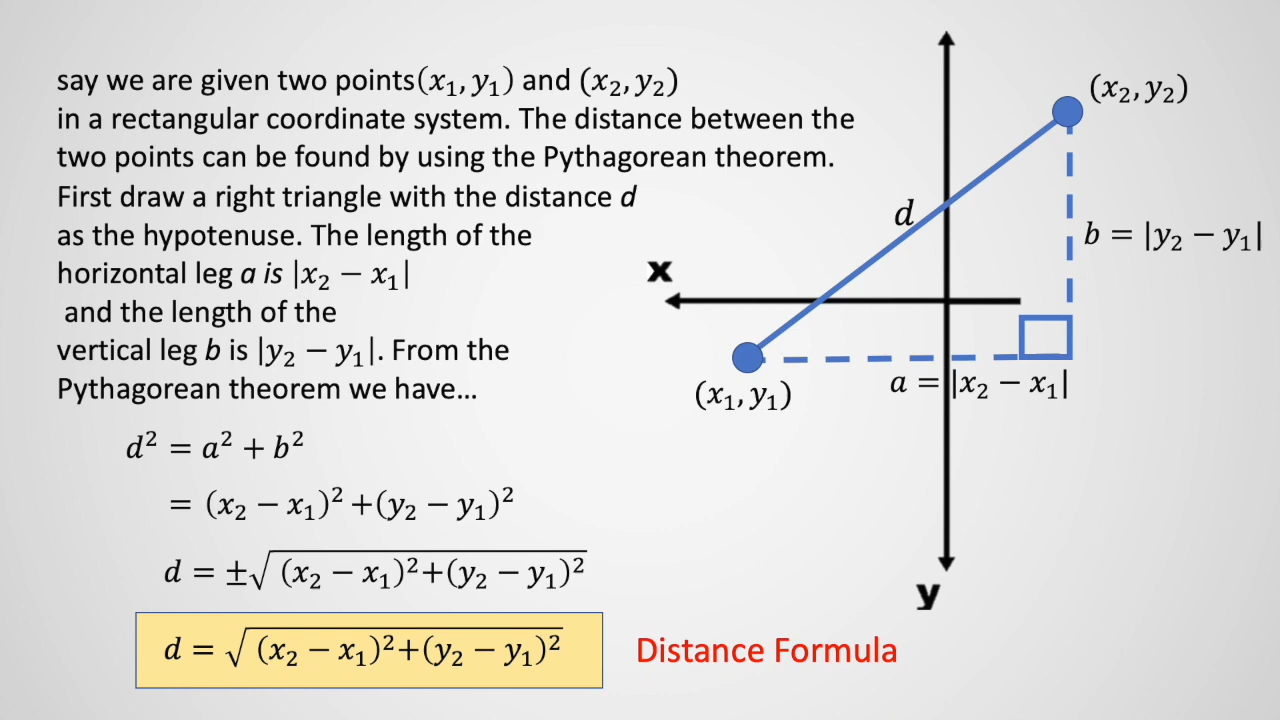 say we are given two points(x₁, y₁) and (x₂, y₂)
in a rectangular coordinate system. The distance between the
two points can be found by using the Pythagorean theorem.
First draw a right triangle with the distance d
as the hypotenuse. The length of the
horizontal leg a is |x₂ − x₁|
and the length of the
vertical leg b is |y₂ − y₁|. From the
Pythagorean theorem we have...
d² = a² + b²
= (x₂ − x₁)² +(y₂ − y₁)²
d = ±√(x₂ − x₁)²+(y₂ − y₁)²
d = √(x₂ − x₁)²+(y₂ − y₁)²
Distance Formula
(x₂, y₂)
d
b = |y₂ − y₁|
x
(x₁, y₁)
a = |x₂ − x₁|
y